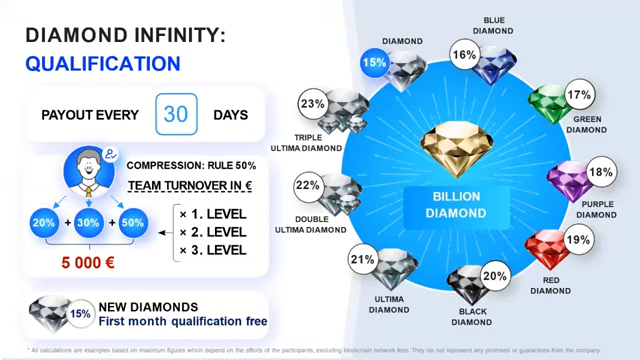 DIAMOND INFINITY:
QUALIFICATION
PAYOUT EVERY 30 DAYS
COMPRESSION: RULE 50%
TEAM TURNOVER IN €
20% + 30% + 50%
× 1. LEVEL
× 2. LEVEL
× 3. LEVEL
5 000 €
15%
NEW DIAMONDS
First month qualification free
DIAMOND
15%
BLUE
DIAMOND
16%
17%
GREEN
DIAMOND
18%
PURPLE
DIAMOND
19%
RED
DIAMOND
20%
BLACK
DIAMOND
21%
ULTIMA
DIAMOND
22%
DOUBLE
ULTIMA DIAMOND
23%
TRIPLE
ULTIMA DIAMOND
BILLION
DIAMOND
* All calculations are examples based on maximum figures which depend on the efforts of the participants, excluding blockchain network fees. They do not represent any promises or guarantees from the company.